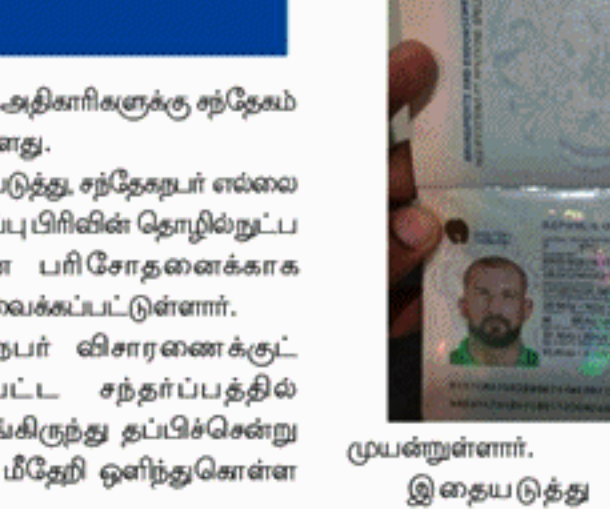 அதிகாரிகளுக்கு சந்தேகம்
ளது.
டுத்து, சந்தேகநபர் எல்லை
பு பிரிவின் தொழில்நுட்ப
பரிசோதனைக்காக
வைக்கப்பட்டுள்ளார்.
நபர் விசாரணைக்குட்
பட்ட சந்தர்ப்பத்தில்
ங்கிருந்து தப்பிச்சென்று
மீதேறி ஒளிந்துகொள்ள
முயன்றுள்ளார்.
இதையடுத்து